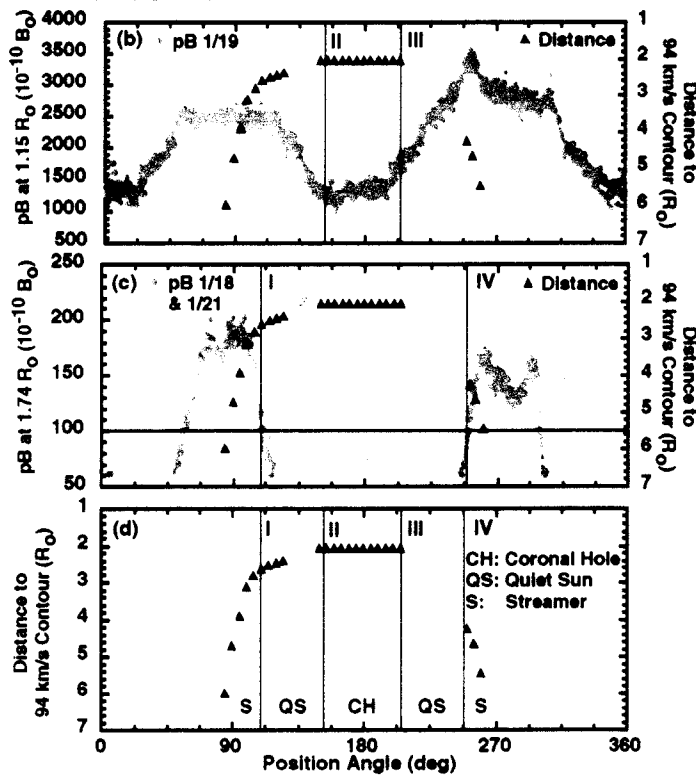 4000
3500
3000
2500
2000
1500
1000
500
pB at 1.15 R₀ (10⁻¹⁰ B₀)
(b) pB 1/19
II
III
▲ Distance
1
2
3
4
5
6
7
Distance to
94 km/s Contour (R₀)
250
200
150
100
50
pB at 1.74 R₀ (10⁻¹⁰ B₀)
(c) pB 1/18
& 1/21
I
IV
▲ Distance
1
2
3
4
5
6
7
Distance to
94 km/s Contour (R₀)
1
2
3
4
5
6
7
Distance to
94 km/s Contour (R₀)
(d)
I
II
III
IV
CH: Coronal Hole
QS: Quiet Sun
S: Streamer
S QS CH QS S
0 90 180 270 360
Position Angle (deg)